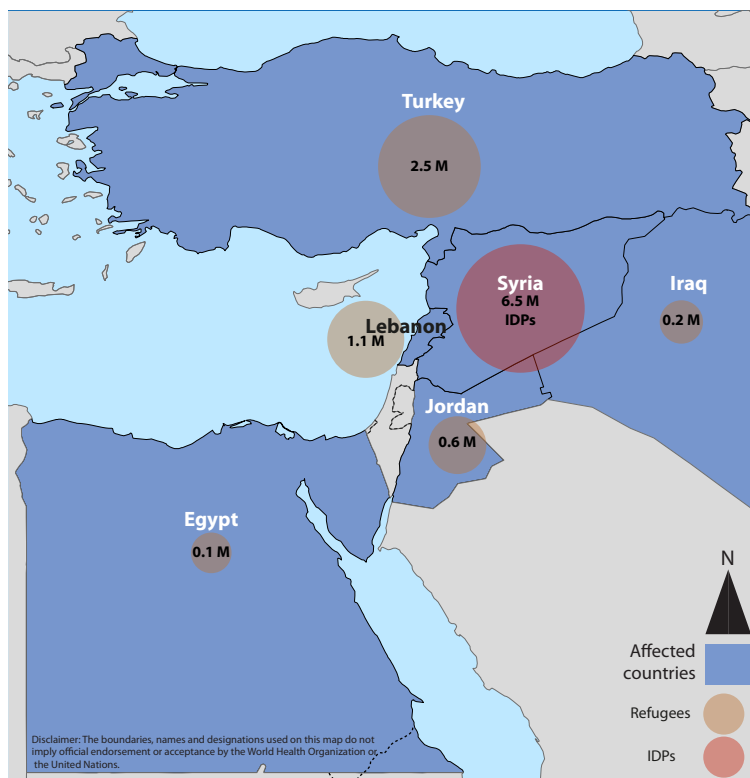 Turkey
2.5 M
Syria
6.5 M
IDPs
Iraq
0.2 M
Lebanon
1.1 M
Jordan
0.6 M
Egypt
0.1 M
N
Affected
countries
Refugees
IDPs
Disclaimer: The boundaries, names and designations used on this map do not
imply official endorsement or acceptance by the World Health Organization or
the United Nations.